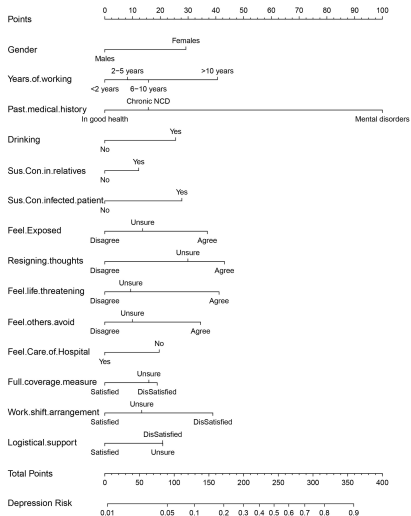 Points 0 10 20 30 40 50 60 70 80 90 100
Females
Gender
Males
2−5 years >10 years
Years.of.working
<2 years 6−10 years
Chronic NCD
Past.medical.history
In good health Mental disorders
Yes
Drinking
No
Yes
Sus.Con.in.relatives
No
Yes
Sus.Con.infected.patient
No
Unsure
Feel.Exposed
Disagree Agree
Unsure
Resigning.thoughts
Disagree Agree
Unsure
Feel.life.threatening
Disagree Agree
Unsure
Feel.others.avoid
Disagree Agree
No
Feel.Care.of.Hospital
Yes
Unsure
Full.coverage.measure
Satisfied DisSatisfied
Unsure
Work.shift.arrangement
Satisfied DisSatisfied
DisSatisfied
Logistical.support
Satisfied Unsure
Total Points
0 50 100 150 200 250 300 350 400
Depression Risk
0.01 0.05 0.1 0.2 0.3 0.4 0.5 0.6 0.7 0.8 0.9